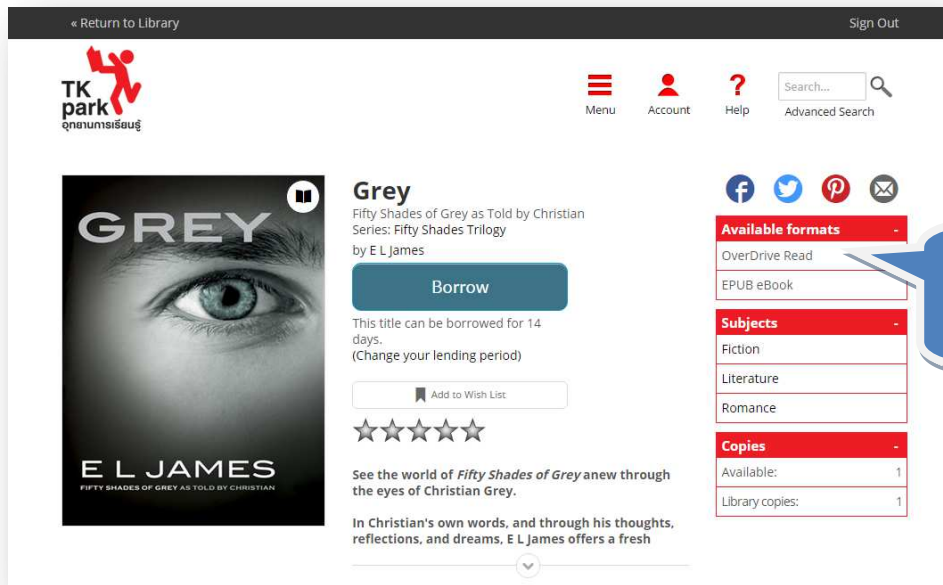 « Return to Library
Sign Out
TK
park
อุทยานการเรียนรู้
Menu
Account
Help
Search...
Advanced Search
GREY
E L JAMES
FIFTY SHADES OF GREY AS TOLD BY CHRISTIAN
Grey
Fifty Shades of Grey as Told by Christian
Series: Fifty Shades Trilogy
by E L James
Borrow
This title can be borrowed for 14
days.
(Change your lending period)
Add to Wish List
See the world of Fifty Shades of Grey anew through
the eyes of Christian Grey.
In Christian's own words, and through his thoughts,
reflections, and dreams, E L James offers a fresh
Available formats -
OverDrive Read
EPUB eBook
Subjects -
Fiction
Literature
Romance
Copies -
Available: 1
Library copies: 1